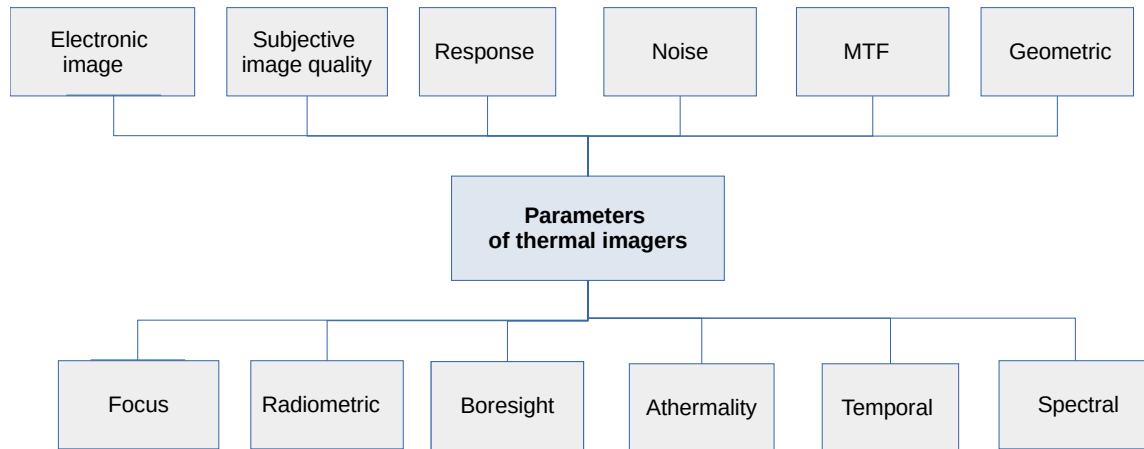 Electronic
image
Subjective
image quality
Response
Noise
MTF
Geometric
Parameters
of thermal imagers
Focus
Radiometric
Boresight
Athermality
Temporal
Spectral